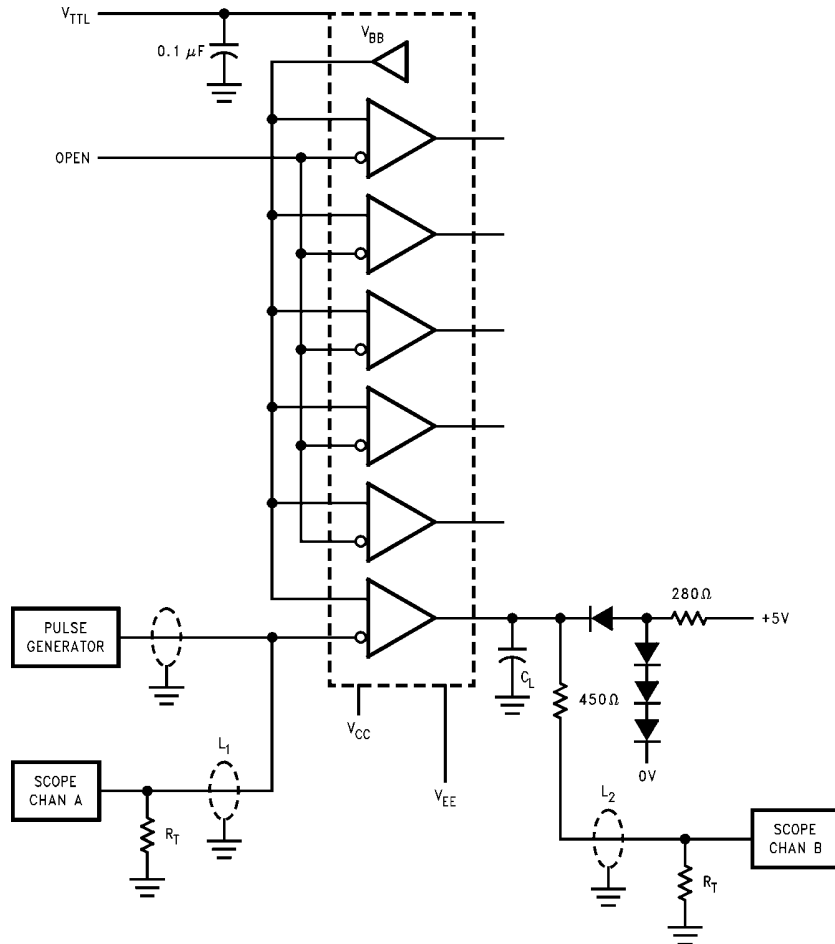 V_TTL
0.1 μF
V_BB
OPEN
280Ω
+5V
PULSE
GENERATOR
C_L
450Ω
V_CC
0V
L_1
V_EE
SCOPE
CHAN A
R_T
L_2
SCOPE
CHAN B
R_T